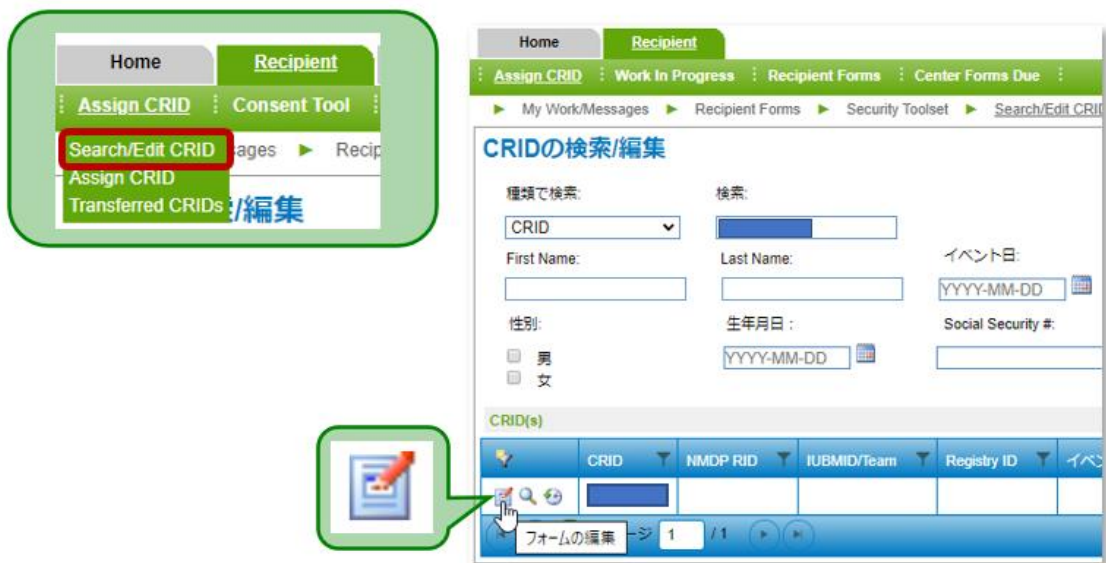 Home Recipient
Assign CRID Consent Tool
Search/Edit CRID ages Recip
Assign CRID
Transferred CRIDs /編集
Home Recipient
Assign CRID Work In Progress Recipient Forms Center Forms Due
My Work/Messages Recipient Forms Security Toolset Search/Edit CRID
CRIDの検索/編集
種類で検索: 検索:
CRID
First Name: Last Name: イベント日:
YYYY-MM-DD
性別: 生年月日: Social Security #:
男 YYYY-MM-DD
女
CRID(s)
CRID NMDP RID IUBMID/Team Registry ID イベ
フォームの編集 ージ 1 /1